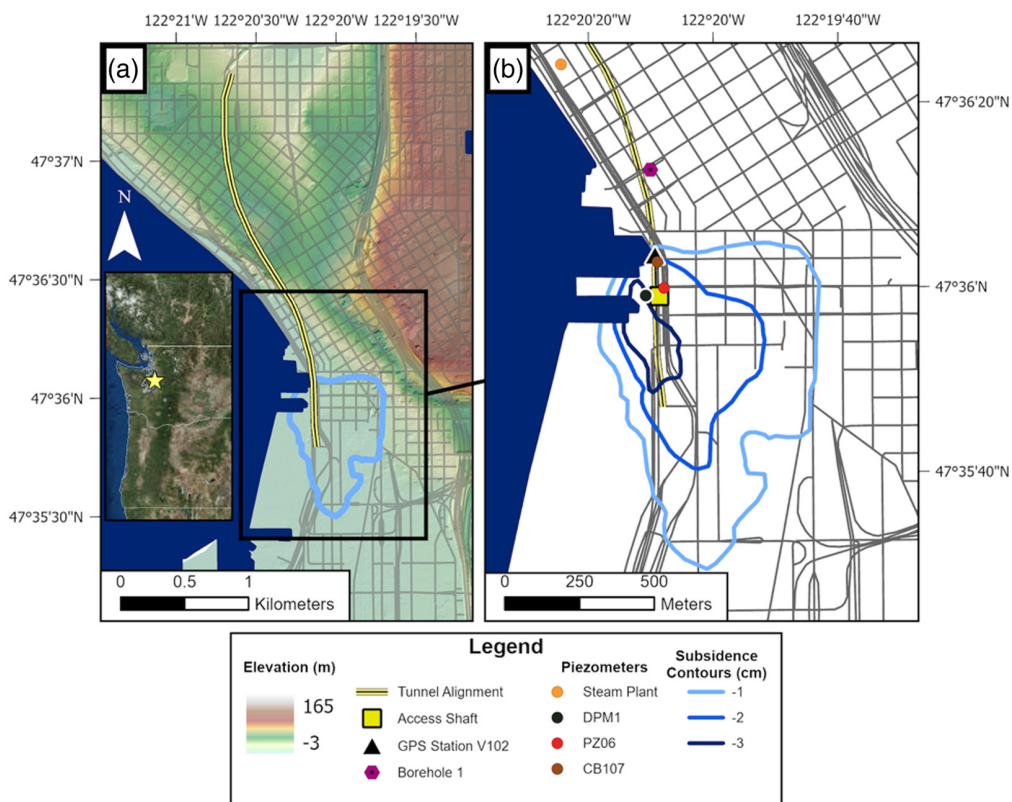 122°21'W 122°20'30"W 122°20'0"W 122°19'30"W
122°20'20"W 122°20'0"W 122°19'40"W
(a)
(b)
47°37'N
47°36'30"N
47°36'N
47°35'30"N
47°36'20"N
47°36'N
47°35'40"N
N
0 0.5 1
Kilometers
0 250 500
Meters
Legend
Elevation (m)
165
-3
Tunnel Alignment
Access Shaft
GPS Station V102
Borehole 1
Piezometers
Steam Plant
DPM1
PZ06
CB107
Subsidence
Contours (cm)
-1
-2
-3